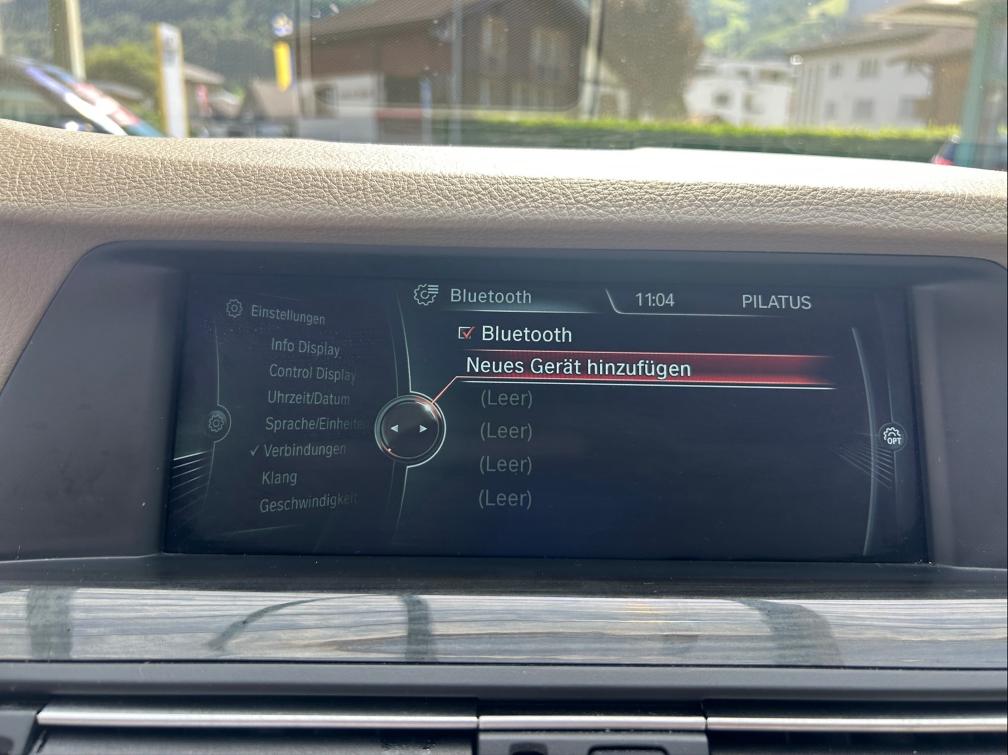 Bluetooth 11:04 PILATUS
Einstellungen
Info Display
Control Display
Uhrzeit/Datum
Sprache/Einheite
✓ Verbindungen
Klang
Geschwindigkeit
Bluetooth
Neues Gerät hinzufügen
(Leer)
(Leer)
(Leer)
(Leer)
OPT